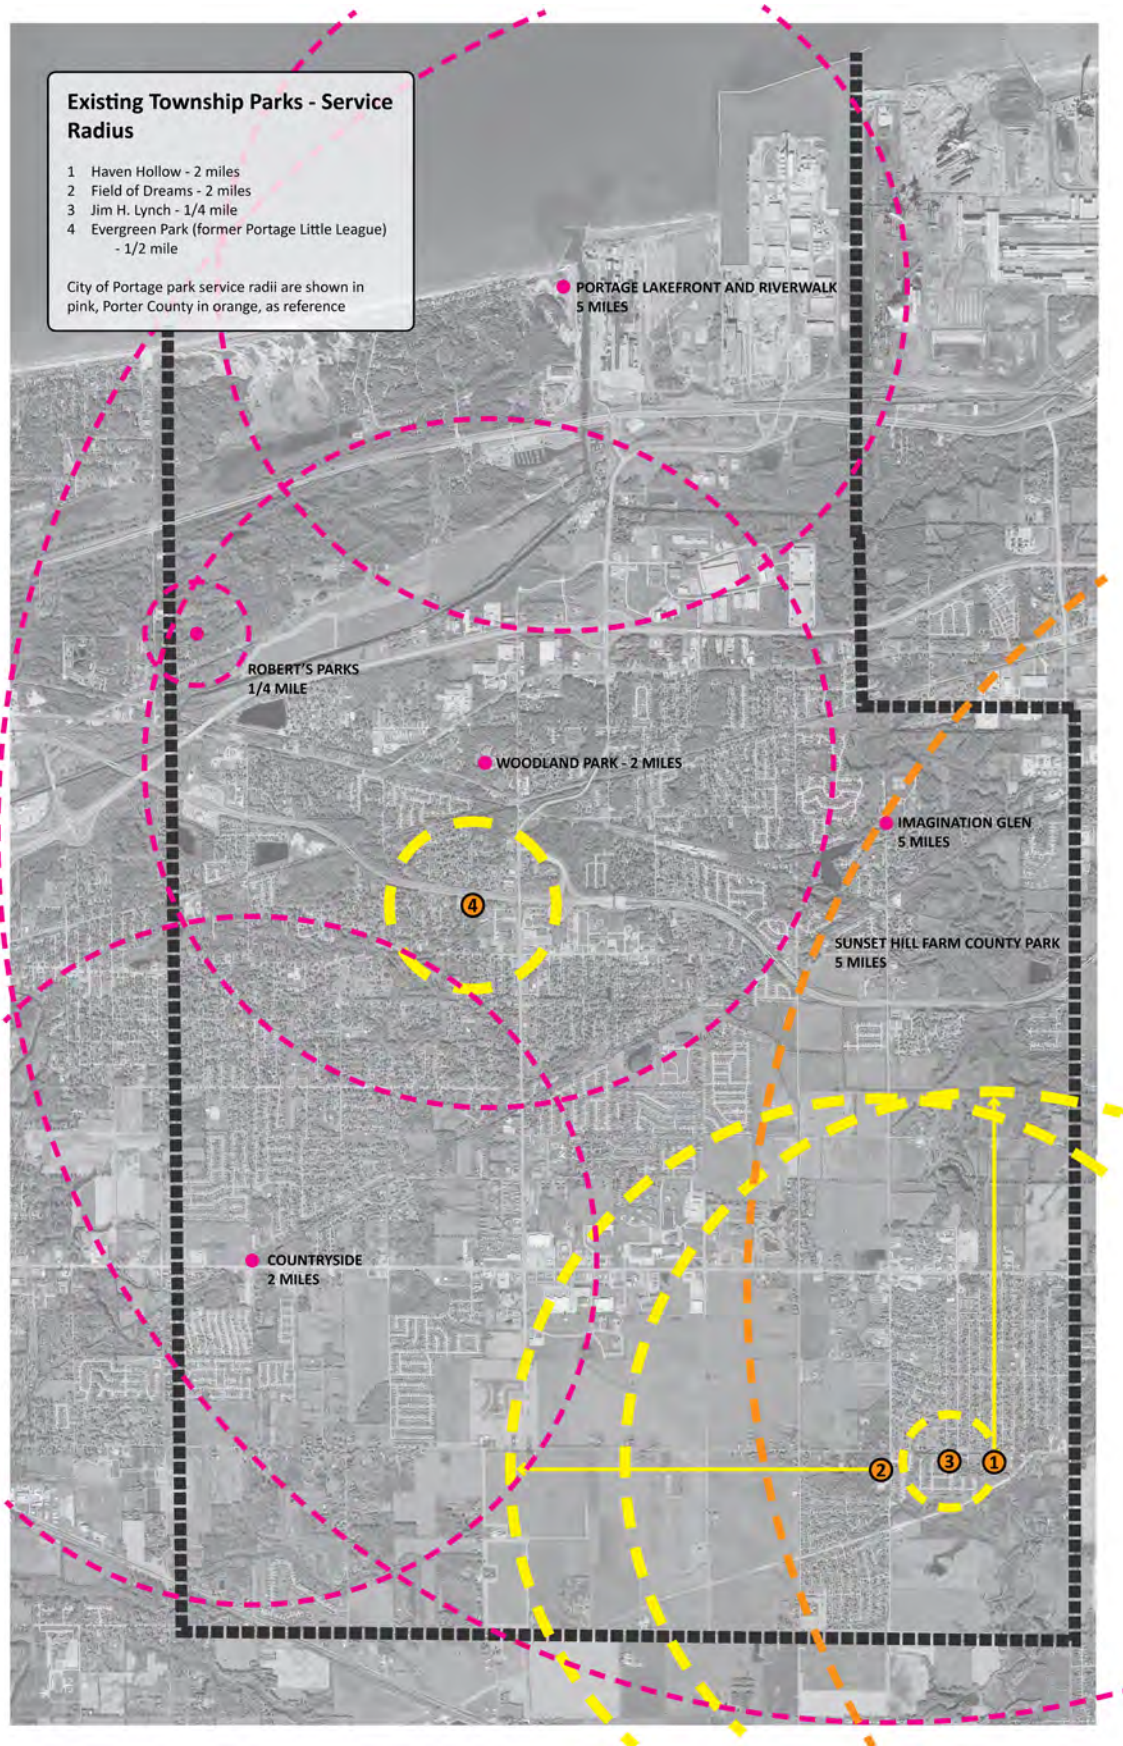 Existing Township Parks - Service
Radius
1 Haven Hollow - 2 miles
2 Field of Dreams - 2 miles
3 Jim H. Lynch - 1/4 mile
4 Evergreen Park (former Portage Little League)
- 1/2 mile
City of Portage park service radii are shown in
pink, Porter County in orange, as reference
PORTAGE LAKEFRONT AND RIVERWALK
5 MILES
ROBERT'S PARKS
1/4 MILE
WOODLAND PARK - 2 MILES
IMAGINATION GLEN
5 MILES
4
SUNSET HILL FARM COUNTY PARK
5 MILES
COUNTRYSIDE
2 MILES
2
3
1